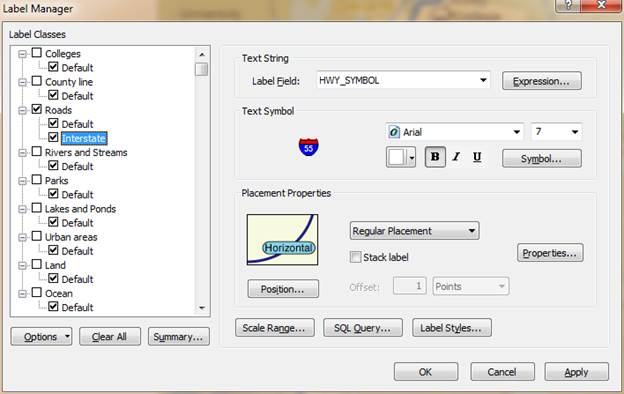 Label Manager
?
Label Classes
Colleges
Default
County line
Default
Roads
Default
Interstate
Rivers and Streams
Default
Parks
Default
Lakes and Ponds
Default
Urban areas
Default
Land
Default
Ocean
Default
Options
Clear All
Summary...
Text String
Label Field: HWY_SYMBOL Expression...
Text Symbol
55
Arial 7
B I U Symbol...
Placement Properties
Horizontal
Regular Placement
Stack label
Properties...
Position...
Offset: 1 Points
Scale Range... SQL Query... Label Styles...
OK Cancel Apply